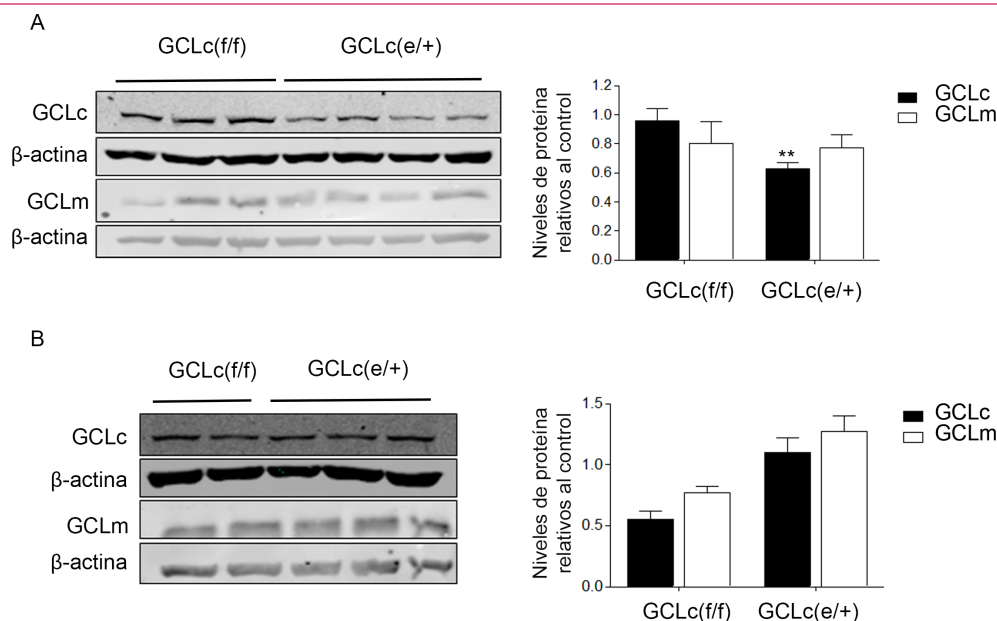 A
GCLc(f/f)
GCLc(e/+)
GCLc
β-actina
GCLm
β-actina
Niveles de proteína
relativos al control
1.2
1.0
0.8
0.6
0.4
0.2
0.0
**
GCLc(f/f)
GCLc(e/+)
GCLc
GCLm
B
GCLc(f/f)
GCLc(e/+)
GCLc
β-actina
GCLm
β-actina
Niveles de proteína
relativos al control
1.5
1.0
0.5
0.0
GCLc(f/f)
GCLc(e/+)
GCLc
GCLm